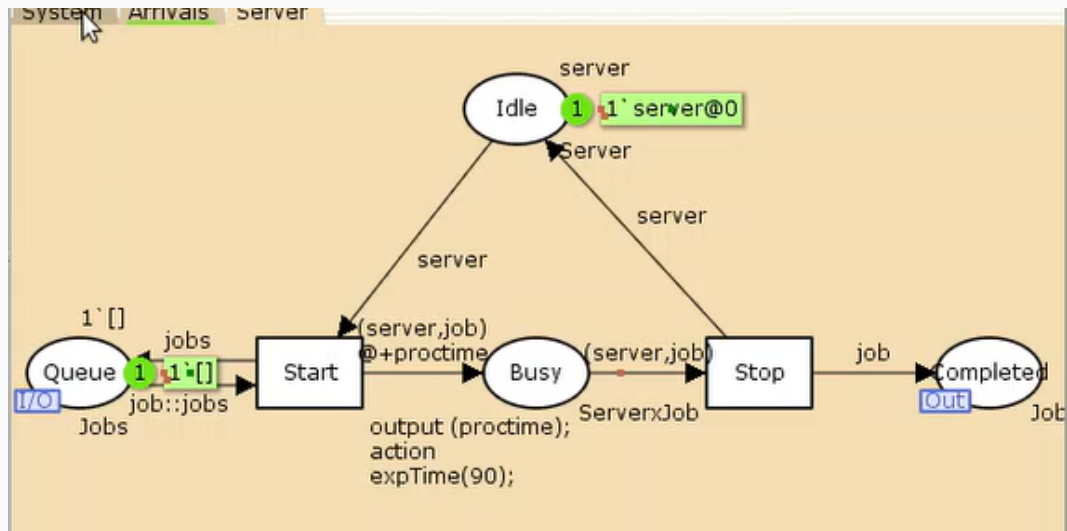 System Arrivals Server
server
Idle 1 1`server@0
Server
server
server
1`[]
jobs
(server,job)
@+proctime
(server,job)
job
Queue 1 1`[]
Start
Busy
Stop
Completed
I/O
job::jobs
Out
Jobs
ServerxJob
Job
output (proctime);
action
expTime(90);